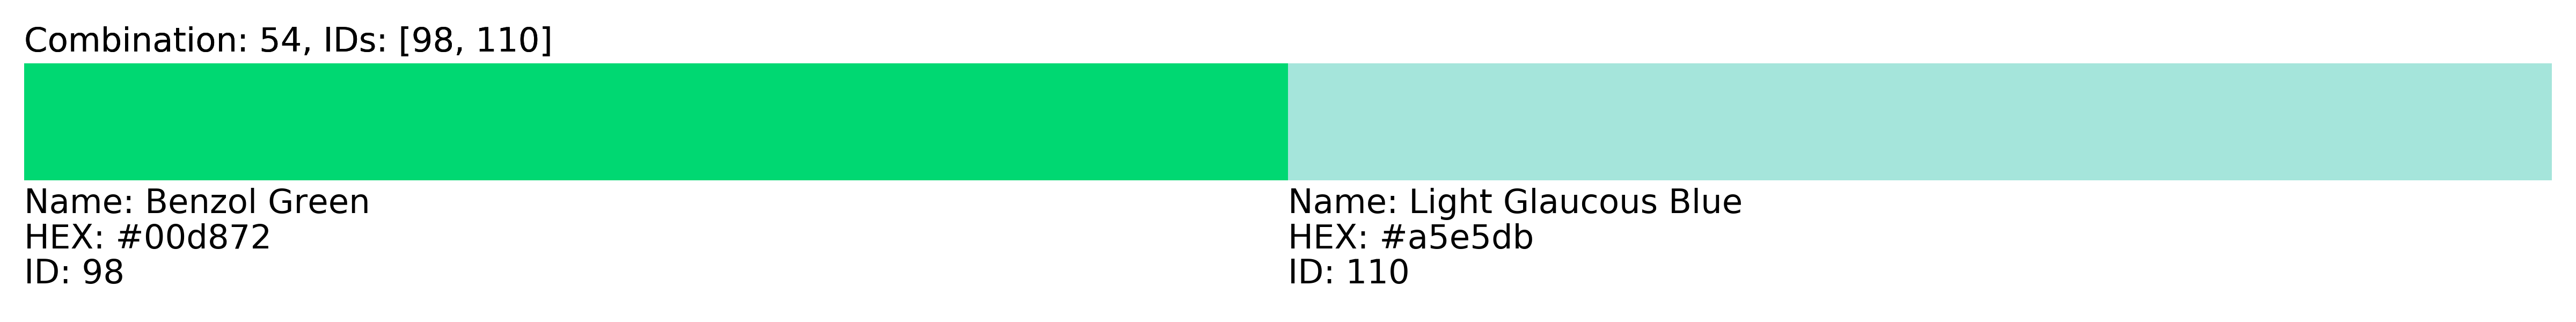 Combination: 54, IDs: [98, 110]
Name: Benzol Green
HEX: #00d872
ID: 98
Name: Light Glaucous Blue
HEX: #a5e5db
ID: 110